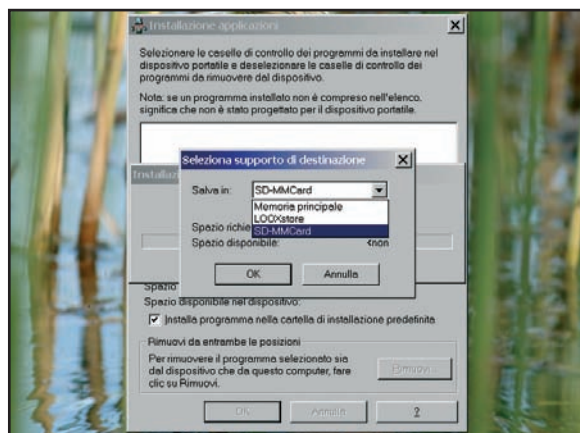 Installazione applicazioni
Selezionare le caselle di controllo dei programmi da installare nel
dispositivo portatile e deselezionare le caselle di controllo dei
programmi da rimuovere dal dispositivo.
Nota: se un programma installato non è compreso nell'elenco,
significa che non è stato progettato per il dispositivo portatile.
Seleziona supporto di destinazione
Salva in: SD-MMCard
Memoria principale
LOOXstore
SD-MMCard
Spazio disponibile: <non
OK Annulla
Spazio
Spazio disponibile nel dispositivo:
Installa programma nella cartella di installazione predefinita
Rimuovi da entrambe le posizioni
Per rimuovere il programma selezionato sia
dal dispositivo che da questo computer, fare
clic su Rimuovi.
Rimuovi...
OK Annulla ?